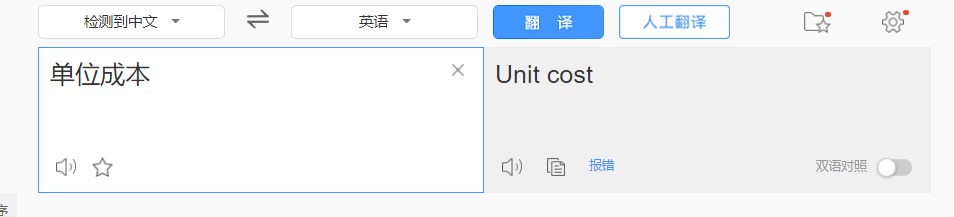 检测到中文 英语 翻 译 人工翻译
单位成本
Unit cost
报错 双语对照
序